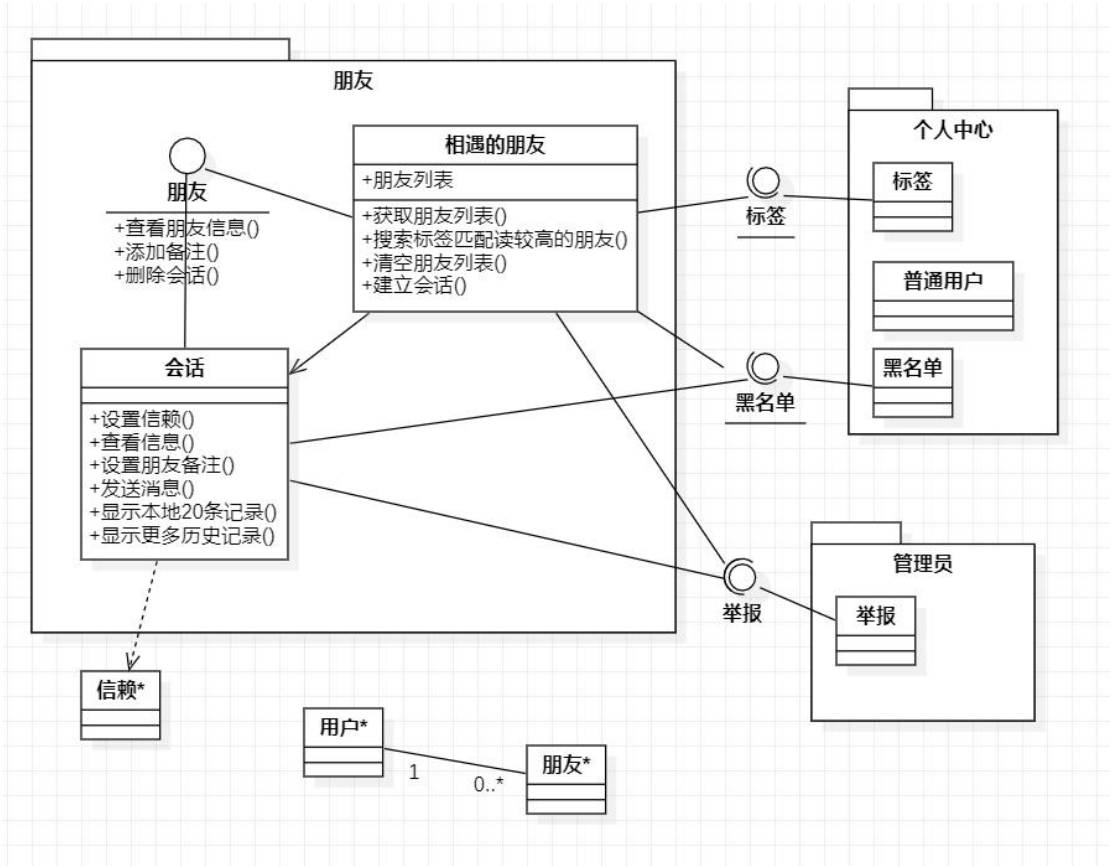 朋友
朋友
+查看朋友信息()
+添加备注()
+删除会话()
相遇的朋友
+朋友列表
+获取朋友列表()
+搜索标签匹配读较高的朋友()
+清空朋友列表()
+建立会话()
会话
+设置信赖()
+查看信息()
+设置朋友备注()
+发送消息()
+显示本地20条记录()
+显示更多历史记录()
标签
黑名单
举报
个人中心
标签
普通用户
黑名单
管理员
举报
信赖*
用户*
1
0..*
朋友*